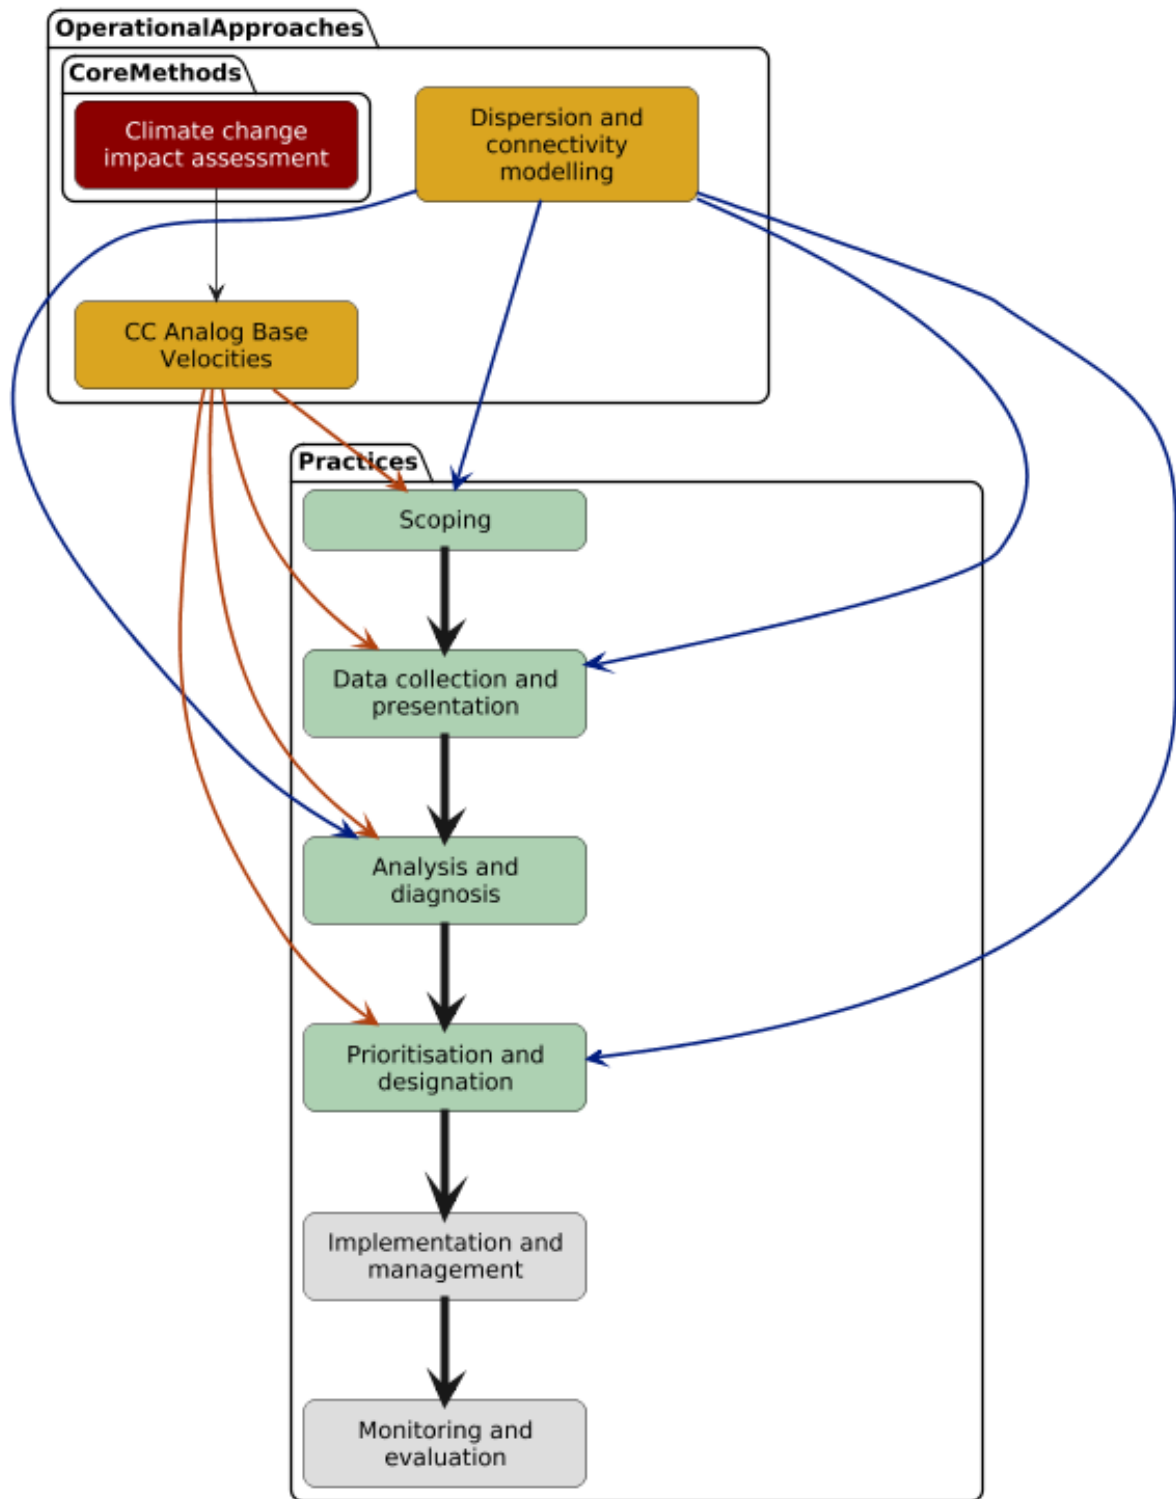 OperationalApproaches
CoreMethods
Climate change
impact assessment
Dispersion and
connectivity
modelling
CC Analog Base
Velocities
Practices
Scoping
Data collection and
presentation
Analysis and
diagnosis
Prioritisation and
designation
Implementation and
management
Monitoring and
evaluation